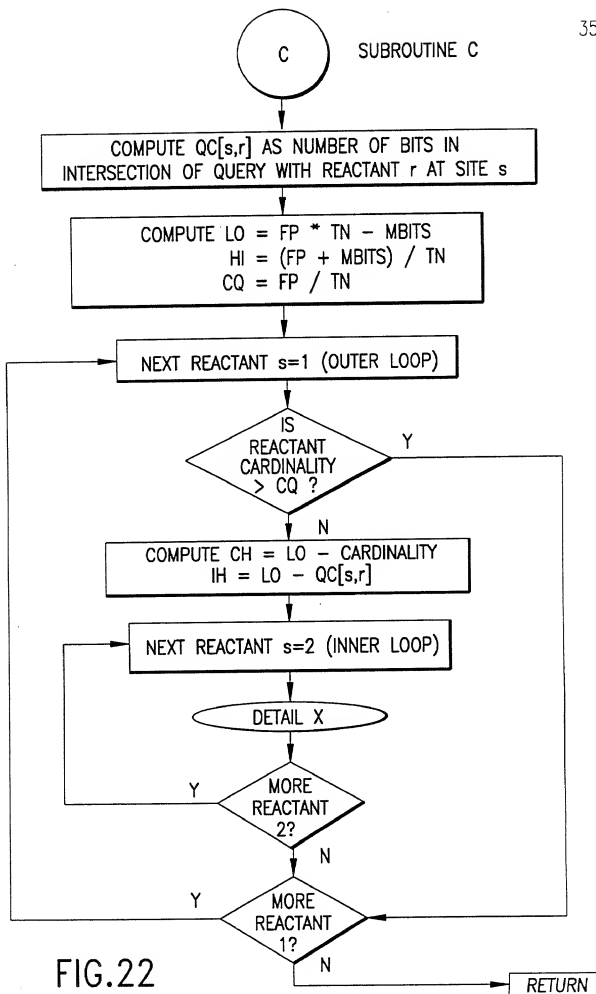 35
C
SUBROUTINE C
COMPUTE QC[s,r] AS NUMBER OF BITS IN
INTERSECTION OF QUERY WITH REACTANT r AT SITE s
COMPUTE LO = FP * TN – MBITS
HI = (FP + MBITS) / TN
CQ = FP / TN
NEXT REACTANT s=1 (OUTER LOOP)
IS
REACTANT
CARDINALITY
> CQ ?
Y
N
COMPUTE CH = LO – CARDINALITY
IH = LO – QC[s,r]
NEXT REACTANT s=2 (INNER LOOP)
DETAIL X
Y
MORE
REACTANT
2?
N
Y
MORE
REACTANT
1?
N
FIG.22
RETURN